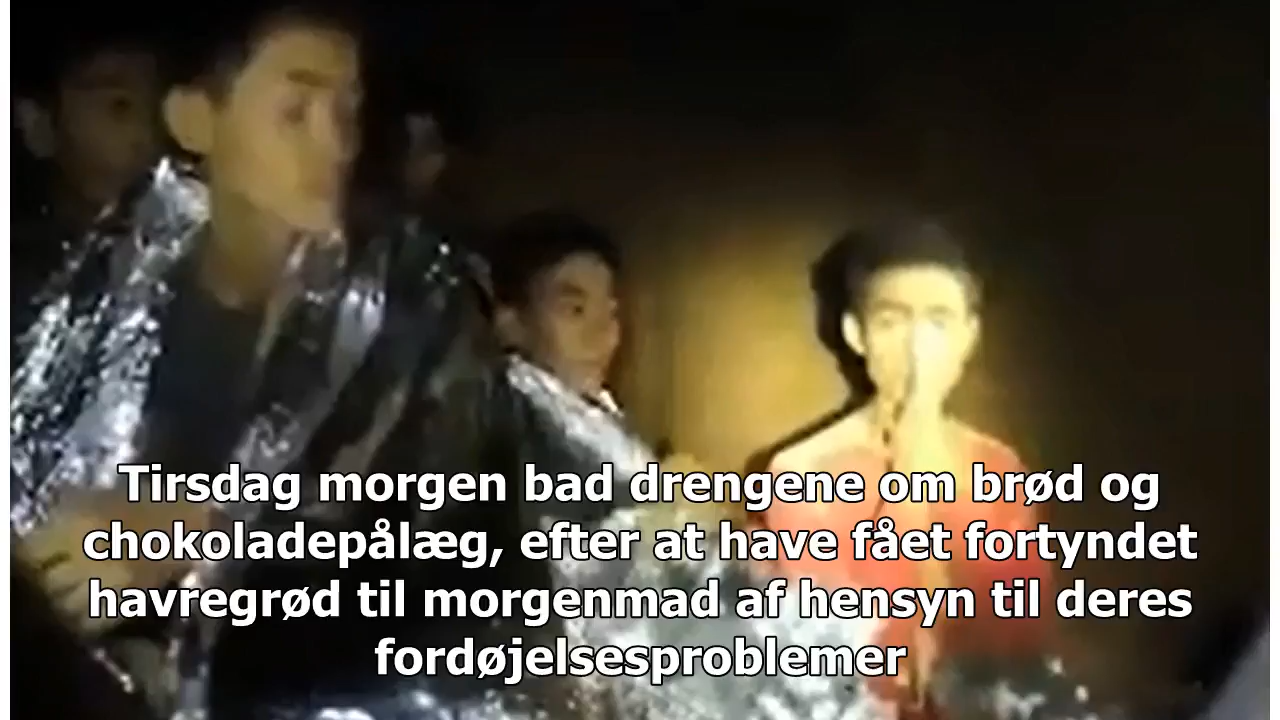 Tirsdag morgen bad drengene om brød og
chokoladepålæg, efter at have fået fortyndet
havregrød til morgenmad af hensyn til deres
fordøjelsesproblemer